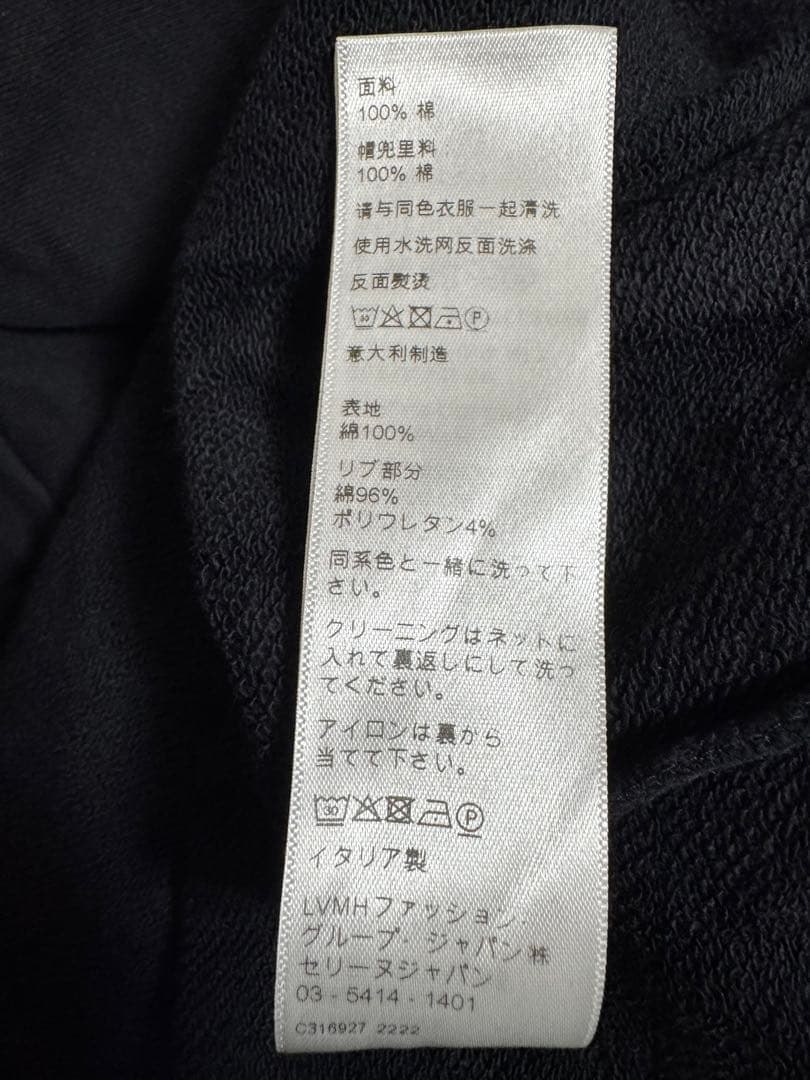 面料
100% 棉
帽兜里料
100% 棉
请与同色衣服一起清洗
使用水洗网反面洗涤
反面熨烫
30 P
意大利制造
表地
綿100%
リブ部分
綿96%
ポリウレタン4%
同系色と一緒に洗って下
さい。
クリーニングはネットに
入れて裏返しにして洗っ
てください。
アイロンは裏から
当てて下さい。
30 P
イタリア製
LVMHファッション・
グループ・ジャパン株
セリーヌジャパン
03 - 5414 - 1401
C316927 2222